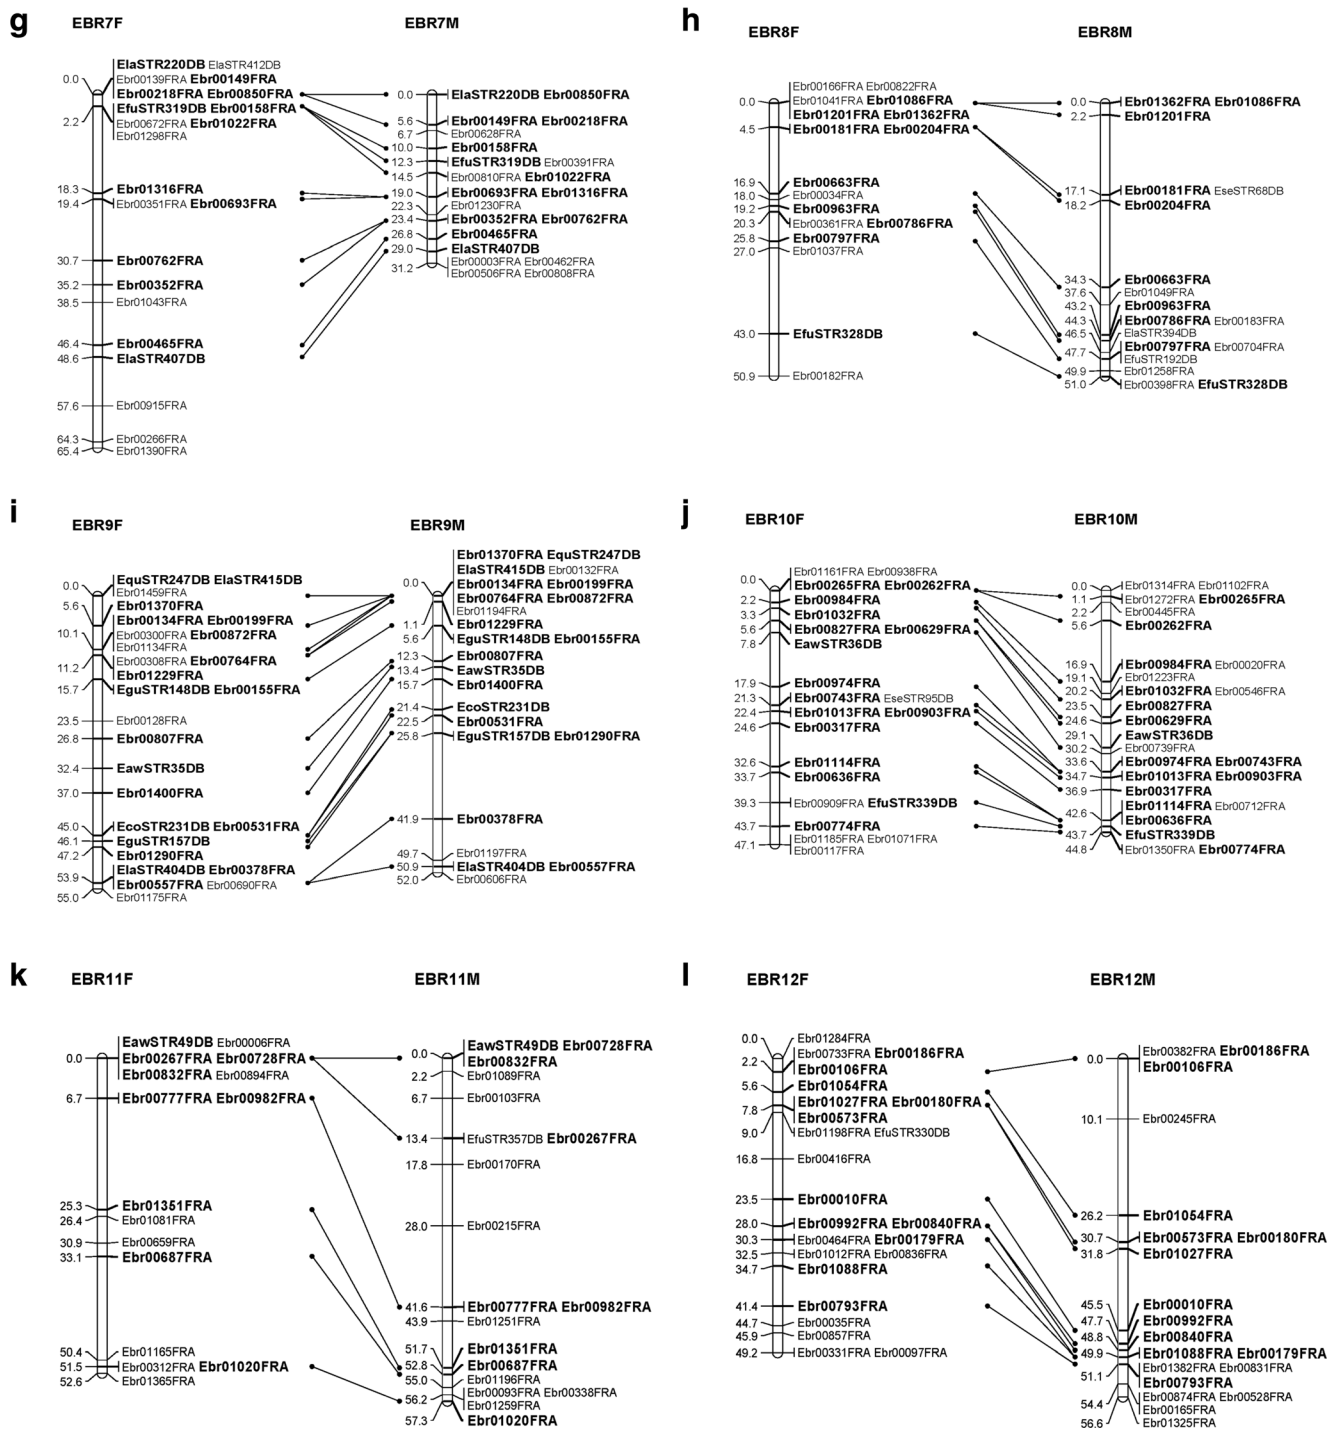 g
EBR7F
EBR7M
ElaSTR220DB ElaSTR412DB
0.0 Ebr00139FRA Ebr00149FRA
Ebr00218FRA Ebr00850FRA
EfuSTR319DB Ebr00158FRA
2.2 Ebr00672FRA Ebr01022FRA
Ebr01298FRA
18.3 Ebr01316FRA
19.4 Ebr00351FRA Ebr00693FRA
30.7 Ebr00762FRA
35.2 Ebr00352FRA
38.5 Ebr01043FRA
46.4 Ebr00465FRA
48.6 ElaSTR407DB
57.6 Ebr00915FRA
64.3 Ebr00266FRA
65.4 Ebr01390FRA
0.0 ElaSTR220DB Ebr00850FRA
5.6 Ebr00149FRA Ebr00218FRA
6.7 Ebr00628FRA
10.0 Ebr00158FRA
12.3 EfuSTR319DB Ebr00391FRA
14.5 Ebr00810FRA Ebr01022FRA
19.0 Ebr00693FRA Ebr01316FRA
22.3 Ebr01230FRA
23.4 Ebr00352FRA Ebr00762FRA
26.8 Ebr00465FRA
29.0 ElaSTR407DB
31.2 Ebr00003FRA Ebr00462FRA
Ebr00506FRA Ebr00808FRA
h
EBR8F
EBR8M
Ebr00166FRA Ebr00822FRA
0.0 Ebr01041FRA Ebr01086FRA
Ebr01201FRA Ebr01362FRA
4.5 Ebr00181FRA Ebr00204FRA
16.9 Ebr00663FRA
18.0 Ebr00034FRA
19.2 Ebr00963FRA
20.3 Ebr00361FRA Ebr00786FRA
25.8 Ebr00797FRA
27.0 Ebr01037FRA
43.0 EfuSTR328DB
50.9 Ebr00182FRA
0.0 Ebr01362FRA Ebr01086FRA
2.2 Ebr01201FRA
17.1 Ebr00181FRA EseSTR68DB
18.2 Ebr00204FRA
34.3 Ebr00663FRA
37.6 Ebr01049FRA
43.2 Ebr00963FRA
44.3 Ebr00786FRA Ebr00183FRA
46.5 ElaSTR394DB
47.7 Ebr00797FRA Ebr00704FRA
EfuSTR192DB
49.9 Ebr01258FRA
51.0 Ebr00398FRA EfuSTR328DB
i
EBR9F
EBR9M
0.0 EquSTR247DB ElaSTR415DB
Ebr01459FRA
5.6 Ebr01370FRA
Ebr00134FRA Ebr00199FRA
10.1 Ebr00300FRA Ebr00872FRA
Ebr01134FRA
11.2 Ebr00308FRA Ebr00764FRA
Ebr01229FRA
15.7 EguSTR148DB Ebr00155FRA
23.5 Ebr00128FRA
26.8 Ebr00807FRA
32.4 EawSTR35DB
37.0 Ebr01400FRA
45.0 EcoSTR231DB Ebr00531FRA
46.1 EguSTR157DB
47.2 Ebr01290FRA
53.9 ElaSTR404DB Ebr00378FRA
Ebr00557FRA Ebr00690FRA
55.0 Ebr01175FRA
Ebr01370FRA EquSTR247DB
ElaSTR415DB Ebr00132FRA
0.0 Ebr00134FRA Ebr00199FRA
Ebr00764FRA Ebr00872FRA
Ebr01194FRA
1.1 Ebr01229FRA
5.6 EguSTR148DB Ebr00155FRA
12.3 Ebr00807FRA
13.4 EawSTR35DB
15.7 Ebr01400FRA
21.4 EcoSTR231DB
22.5 Ebr00531FRA
25.8 EguSTR157DB Ebr01290FRA
41.9 Ebr00378FRA
49.7 Ebr01197FRA
50.9 ElaSTR404DB Ebr00557FRA
52.0 Ebr00606FRA
j
EBR10F
EBR10M
0.0 Ebr01161FRA Ebr00938FRA
Ebr00265FRA Ebr00262FRA
2.2 Ebr00984FRA
3.3 Ebr01032FRA
5.6 Ebr00827FRA Ebr00629FRA
7.8 EawSTR36DB
17.9 Ebr00974FRA
21.3 Ebr00743FRA EseSTR95DB
22.4 Ebr01013FRA Ebr00903FRA
24.6 Ebr00317FRA
32.6 Ebr01114FRA
33.7 Ebr00636FRA
39.3 Ebr00909FRA EfuSTR339DB
43.7 Ebr00774FRA
47.1 Ebr01185FRA Ebr01071FRA
Ebr00117FRA
0.0 Ebr01314FRA Ebr01102FRA
1.1 Ebr01272FRA Ebr00265FRA
2.2 Ebr00445FRA
5.6 Ebr00262FRA
16.9 Ebr00984FRA Ebr00020FRA
19.1 Ebr01223FRA
20.2 Ebr01032FRA Ebr00546FRA
23.5 Ebr00827FRA
24.6 Ebr00629FRA
29.1 EawSTR36DB
30.2 Ebr00739FRA
33.6 Ebr00974FRA Ebr00743FRA
34.7 Ebr01013FRA Ebr00903FRA
36.9 Ebr00317FRA
42.6 Ebr01114FRA Ebr00712FRA
Ebr00636FRA
43.7 EfuSTR339DB
44.8 Ebr01350FRA Ebr00774FRA
k
EBR11F
EBR11M
EawSTR49DB Ebr00006FRA
0.0 Ebr00267FRA Ebr00728FRA
Ebr00832FRA Ebr00894FRA
6.7 Ebr00777FRA Ebr00982FRA
25.3 Ebr01351FRA
26.4 Ebr01081FRA
30.9 Ebr00659FRA
33.1 Ebr00687FRA
50.4 Ebr01165FRA
51.5 Ebr00312FRA Ebr01020FRA
52.6 Ebr01365FRA
0.0 EawSTR49DB Ebr00728FRA
Ebr00832FRA
2.2 Ebr01089FRA
6.7 Ebr00103FRA
13.4 EfuSTR357DB Ebr00267FRA
17.8 Ebr00170FRA
28.0 Ebr00215FRA
41.6 Ebr00777FRA Ebr00982FRA
43.9 Ebr01251FRA
51.7 Ebr01351FRA
52.8 Ebr00687FRA
55.0 Ebr01196FRA
56.2 Ebr00093FRA Ebr00338FRA
Ebr01259FRA
57.3 Ebr01020FRA
l
EBR12F
EBR12M
0.0 Ebr01284FRA
2.2 Ebr00733FRA Ebr00186FRA
Ebr00106FRA
5.6 Ebr01054FRA
7.8 Ebr01027FRA Ebr00180FRA
Ebr00573FRA
9.0 Ebr01198FRA EfuSTR330DB
16.8 Ebr00416FRA
23.5 Ebr00010FRA
28.0 Ebr00992FRA Ebr00840FRA
30.3 Ebr00464FRA Ebr00179FRA
32.5 Ebr01012FRA Ebr00836FRA
34.7 Ebr01088FRA
41.4 Ebr00793FRA
44.7 Ebr00035FRA
45.9 Ebr00857FRA
49.2 Ebr00331FRA Ebr00097FRA
0.0 Ebr00382FRA Ebr00186FRA
Ebr00106FRA
10.1 Ebr00245FRA
26.2 Ebr01054FRA
30.7 Ebr00573FRA Ebr00180FRA
31.8 Ebr01027FRA
45.5 Ebr00010FRA
47.7 Ebr00992FRA
48.8 Ebr00840FRA
49.9 Ebr01088FRA Ebr00179FRA
51.1 Ebr01382FRA Ebr00831FRA
Ebr00793FRA
54.4 Ebr00874FRA Ebr00528FRA
Ebr00165FRA
56.6 Ebr01325FRA